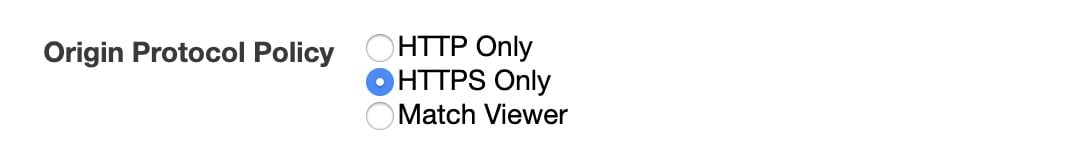 Origin Protocol Policy
HTTP Only
HTTPS Only
Match Viewer